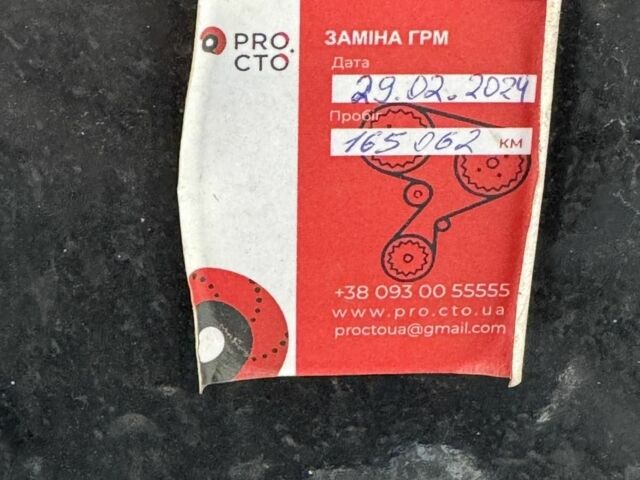 PRO.
СТО
ЗАМІНА ГРМ
Дата
29.02.2024
Пробіг
165 062 км
+38 093 00 55555
www.pro.cto.ua
proctoua@gmail.com